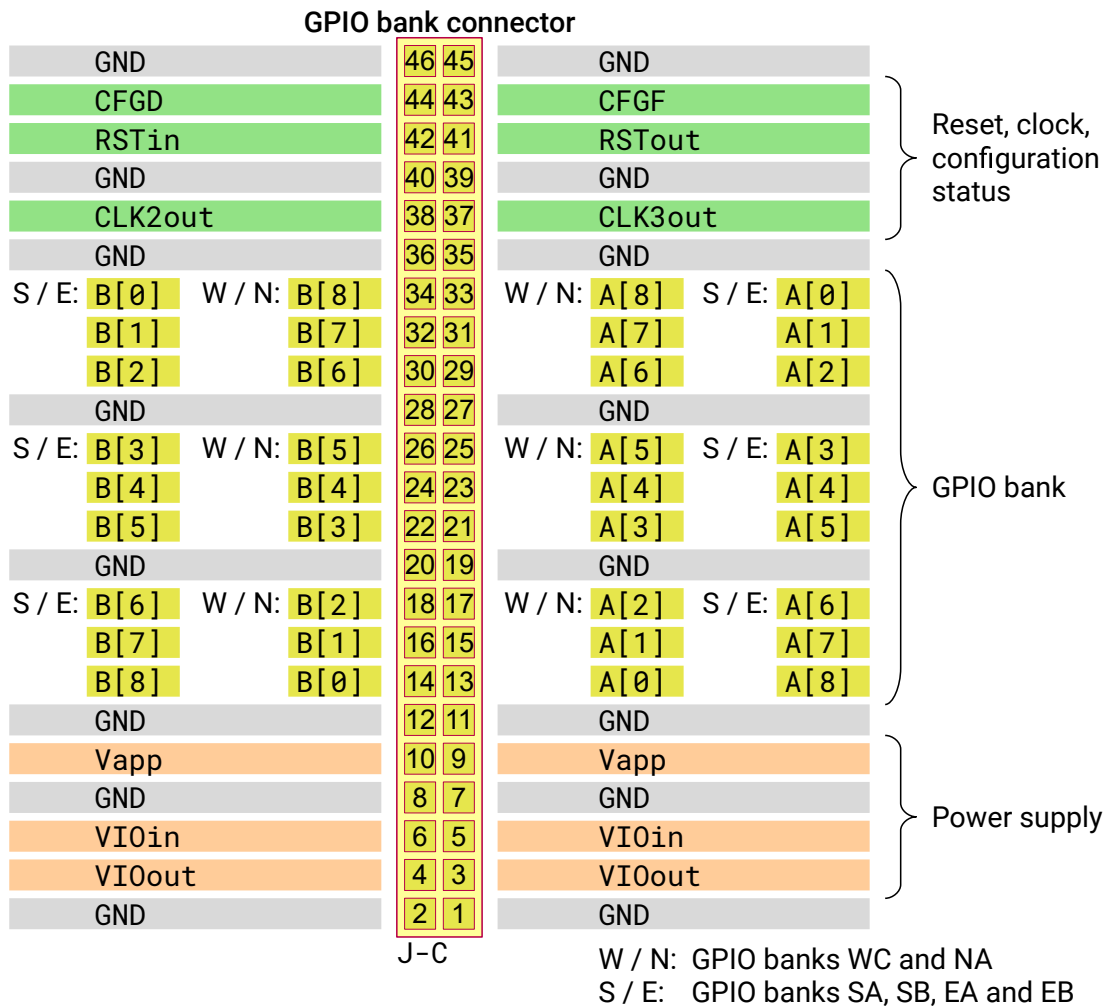 GPIO bank connector
GND 46 45 GND
CFGD 44 43 CFGF
RSTin 42 41 RSTout
GND 40 39 GND
CLK2out 38 37 CLK3out
GND 36 35 GND
Reset, clock,
configuration
status
S / E: B[0] W / N: B[8] 34 33 W / N: A[8] S / E: A[0]
B[1] B[7] 32 31 A[7] A[1]
B[2] B[6] 30 29 A[6] A[2]
GND 28 27 GND
S / E: B[3] W / N: B[5] 26 25 W / N: A[5] S / E: A[3]
B[4] B[4] 24 23 A[4] A[4]
B[5] B[3] 22 21 A[3] A[5]
GND 20 19 GND
S / E: B[6] W / N: B[2] 18 17 W / N: A[2] S / E: A[6]
B[7] B[1] 16 15 A[1] A[7]
B[8] B[0] 14 13 A[0] A[8]
GPIO bank
GND 12 11 GND
Vapp 10 9 Vapp
GND 8 7 GND
VIOin 6 5 VIOin
VIOout 4 3 VIOout
GND 2 1 GND
Power supply
J-C
W / N: GPIO banks WC and NA
S / E: GPIO banks SA, SB, EA and EB